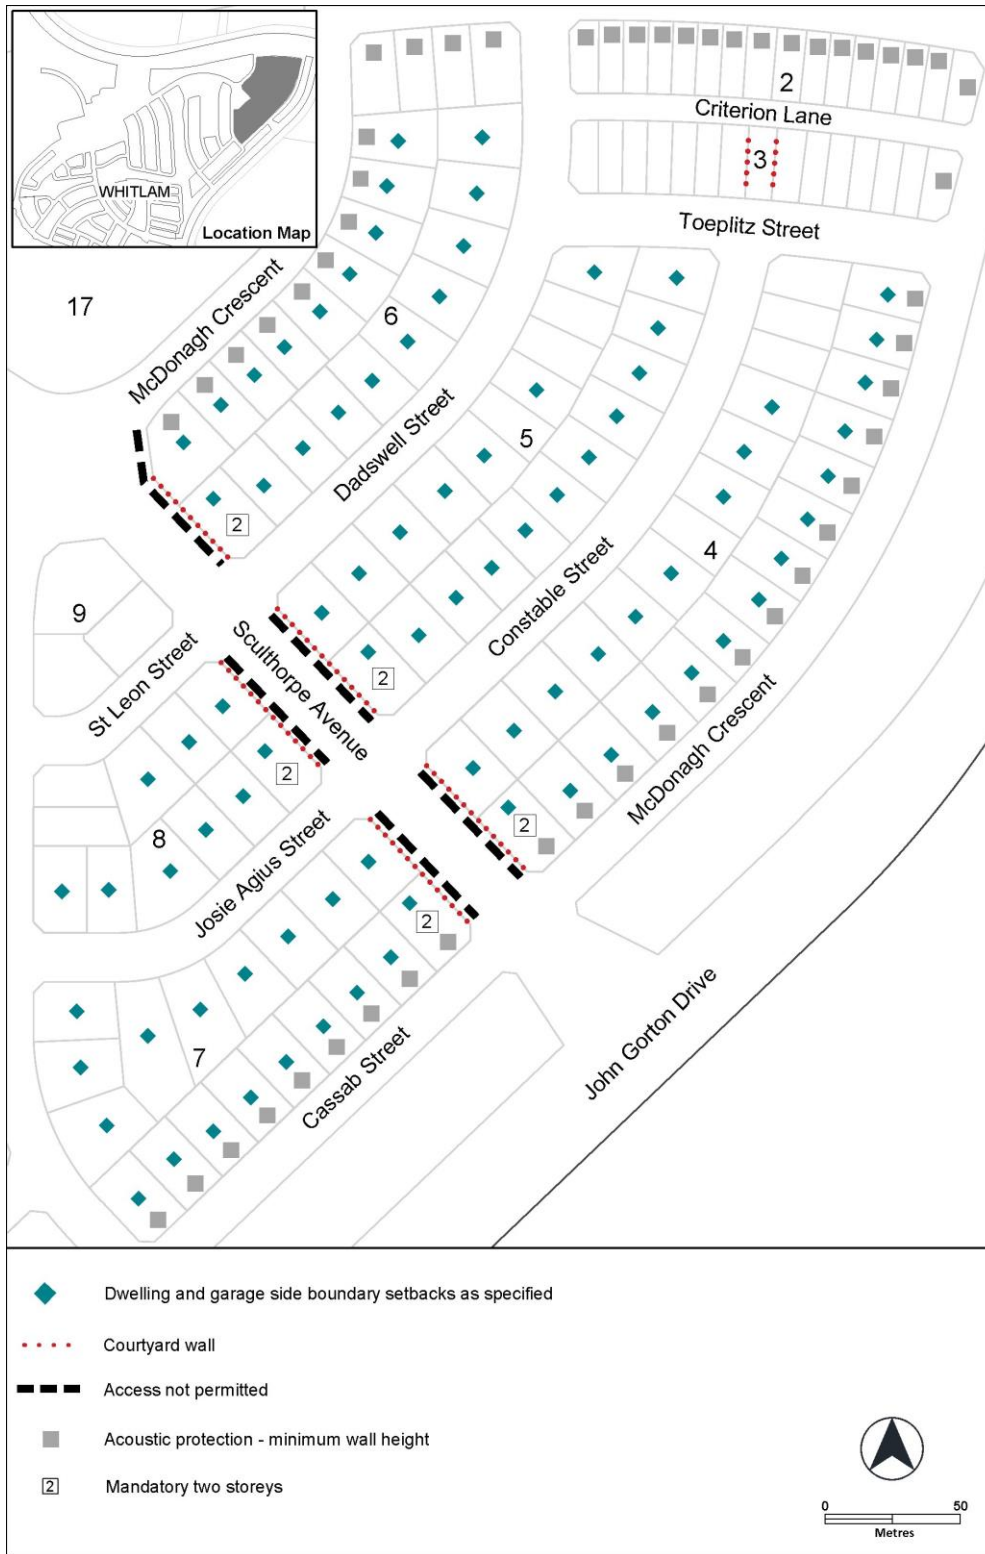 WHITLAM
Location Map
2
Criterion Lane
3
Toeplitz Street
17
McDonagh Crescent
6
Dadswell Street
5
2
4
Constable Street
9
St Leon Street
Sculthorpe Avenue
2
2
McDonagh Crescent
8
Josie Agius Street
2
2
7
Cassab Street
John Gorton Drive
Dwelling and garage side boundary setbacks as specified
Courtyard wall
Access not permitted
Acoustic protection - minimum wall height
2 Mandatory two storeys
0 50
Metres